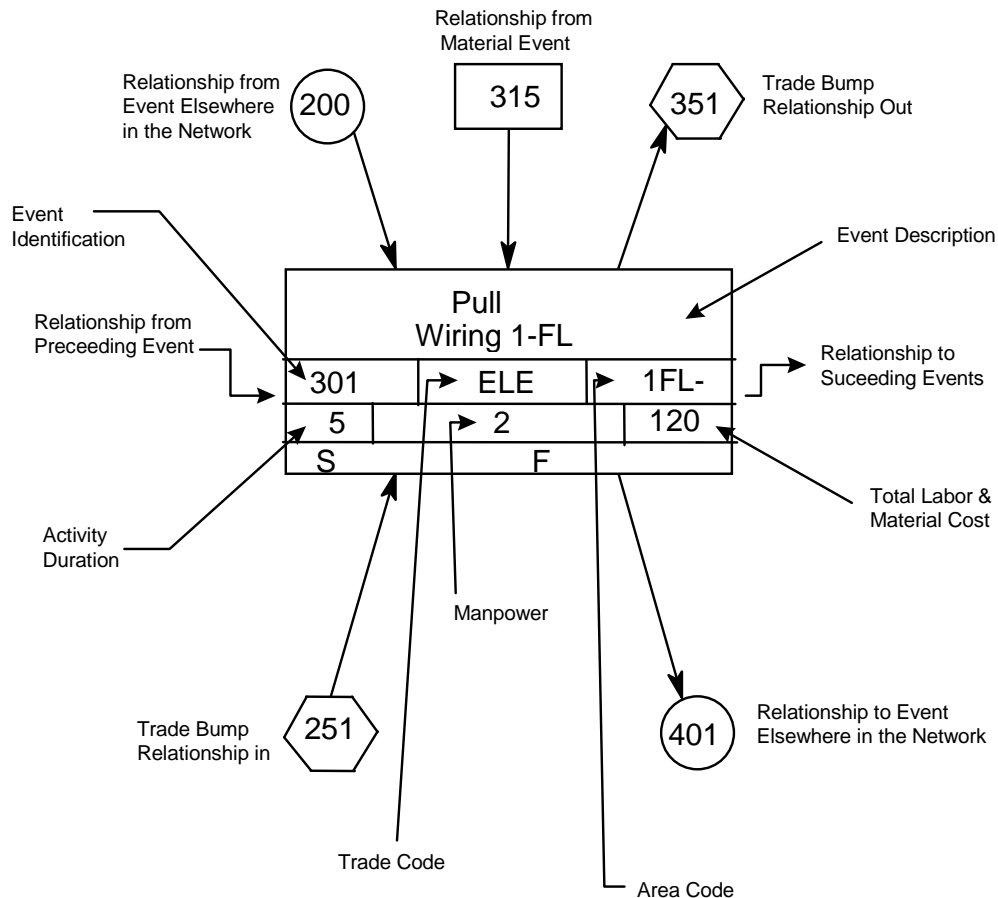 Relationship from
Material Event
Relationship from
Event Elsewhere
in the Network
200
315
351
Trade Bump
Relationship Out
Event
Identification
Event Description
Pull
Wiring 1-FL
Relationship from
Preceeding Event
301
ELE
1FL-
Relationship to
Suceeding Events
5
2
120
S
F
Activity
Duration
Total Labor &
Material Cost
Manpower
Trade Bump
Relationship in
251
401
Relationship to Event
Elsewhere in the Network
Trade Code
Area Code